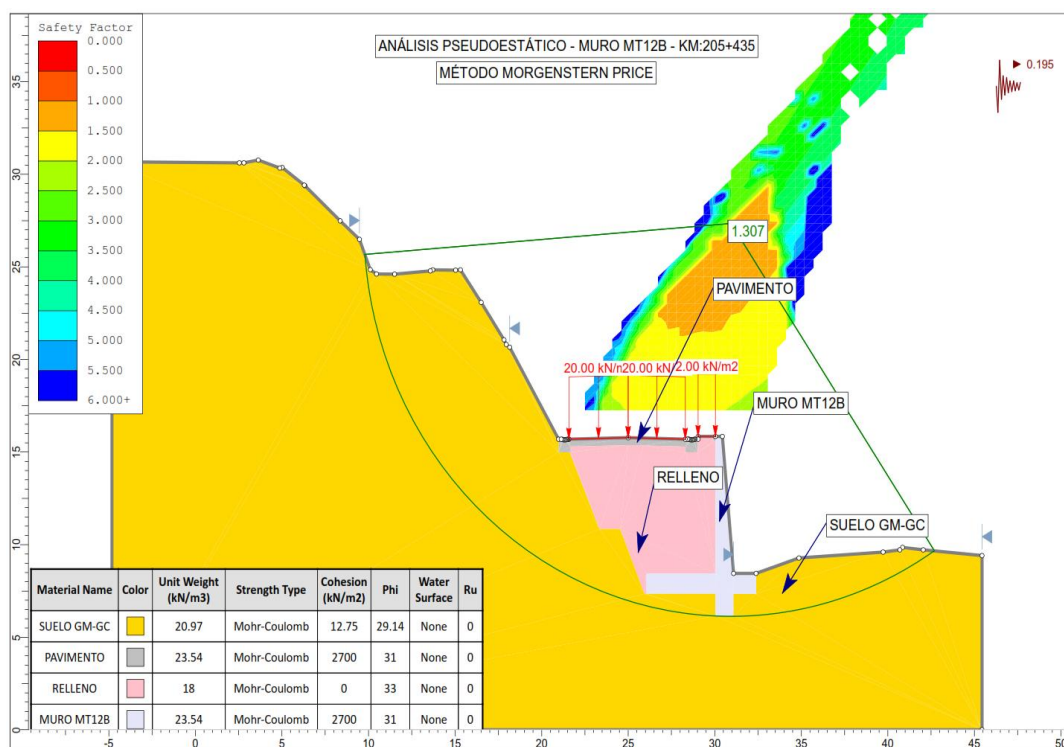 Safety Factor
0.000
0.500
1.000
1.500
2.000
2.500
3.000
3.500
4.000
4.500
5.000
5.500
6.000+
ANÁLISIS PSEUDOESTÁTICO - MURO MT12B - KM:205+435
MÉTODO MORGENSTERN PRICE
0.195
1.307
PAVIMENTO
20.00 kN/m 20.00 kN/ 2.00 kN/m2
MURO MT12B
RELLENO
SUELO GM-GC
Material Name Color Unit Weight (kN/m3) Strength Type Cohesion (kN/m2) Phi Water Surface Ru
SUELO GM-GC 20.97 Mohr-Coulomb 12.75 29.14 None 0
PAVIMENTO 23.54 Mohr-Coulomb 2700 31 None 0
RELLENO 18 Mohr-Coulomb 0 33 None 0
MURO MT12B 23.54 Mohr-Coulomb 2700 31 None 0
35
30
25
20
15
10
5
0
-5 0 5 10 15 20 25 30 35 40 45 50